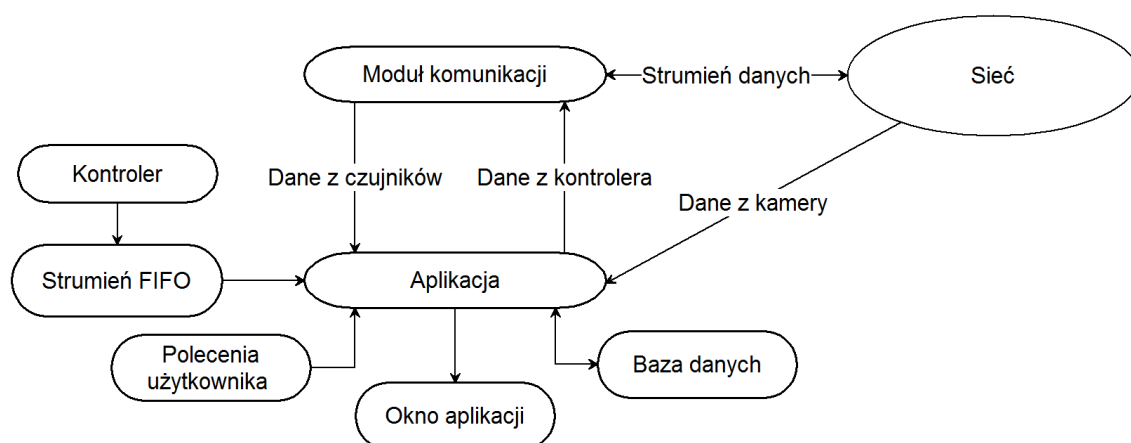 Moduł komunikacji
Strumień danych
Sieć
Kontroler
Dane z czujników
Dane z kontrolera
Dane z kamery
Strumień FIFO
Aplikacja
Polecenia
użytkownika
Baza danych
Okno aplikacji